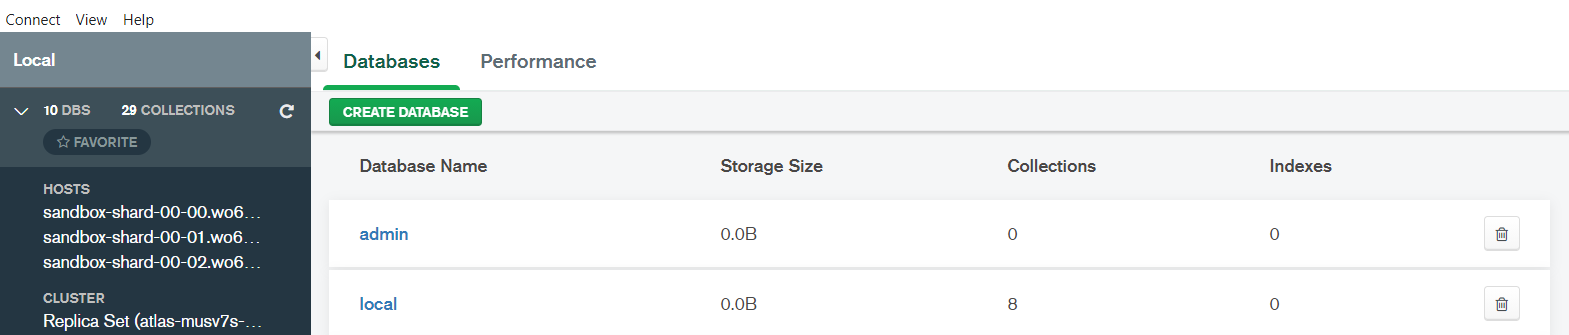 Connect View Help
Local
Databases Performance
10 DBS 29 COLLECTIONS
FAVORITE
CREATE DATABASE
HOSTS
sandbox-shard-00-00.wo6...
sandbox-shard-00-01.wo6...
sandbox-shard-00-02.wo6...
CLUSTER
Replica Set (atlas-musv7s-...
Database Name Storage Size Collections Indexes
admin 0.0B 0 0
local 0.0B 8 0